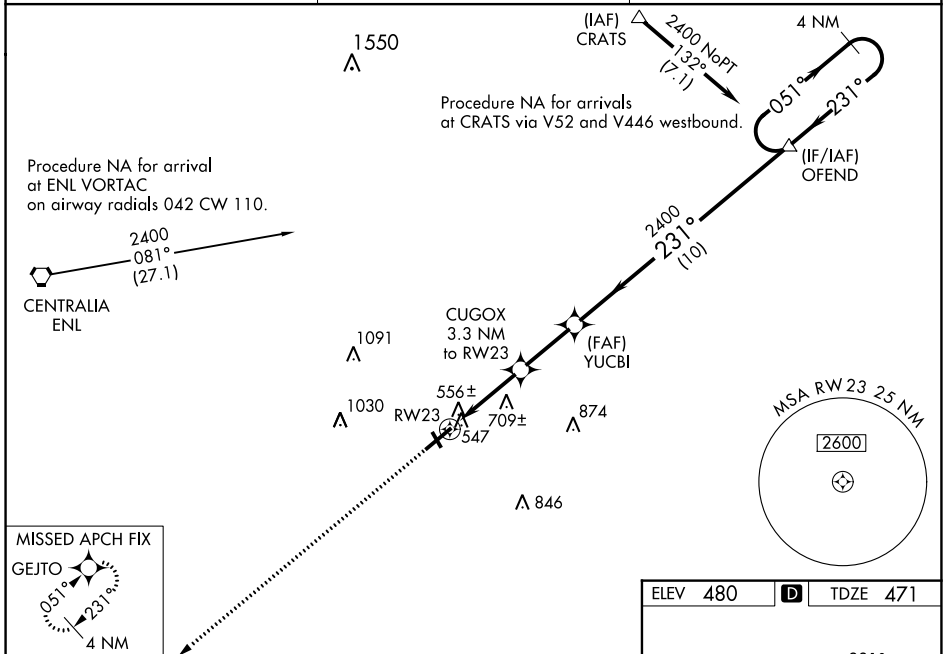 1550
(IAF)
CRATS
2400 NoPT
132°
(7.1)
4 NM
051°
231°
Procedure NA for arrivals
at CRATS via V52 and V446 westbound.
(IF/IAF)
OFEND
Procedure NA for arrival
at ENL VORTAC
on airway radials 042 CW 110.
2400
081°
(27.1)
CENTRALIA
ENL
2400
231°
(10)
CUGOX
3.3 NM
to RW23
(FAF)
YUCBI
1091
1030
RW23
556±
547
709±
874
846
MSA RW23 25 NM
2600
MISSED APCH FIX
GEJTO
051°
231°
4 NM
ELEV 480 D TDZE 471